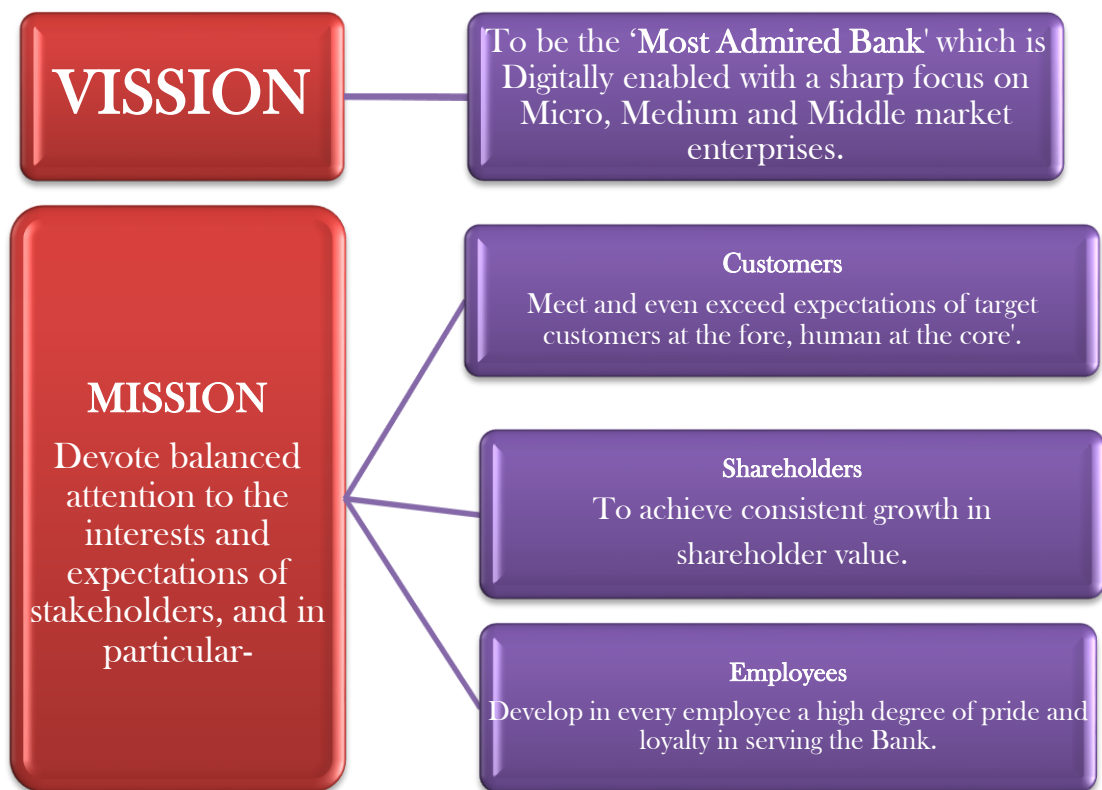 VISSION
To be the ‘Most Admired Bank' which is
Digitally enabled with a sharp focus on
Micro, Medium and Middle market
enterprises.
MISSION
Devote balanced
attention to the
interests and
expectations of
stakeholders, and in
particular-
Customers
Meet and even exceed expectations of target
customers at the fore, human at the core'.
Shareholders
To achieve consistent growth in
shareholder value.
Employees
Develop in every employee a high degree of pride and
loyalty in serving the Bank.